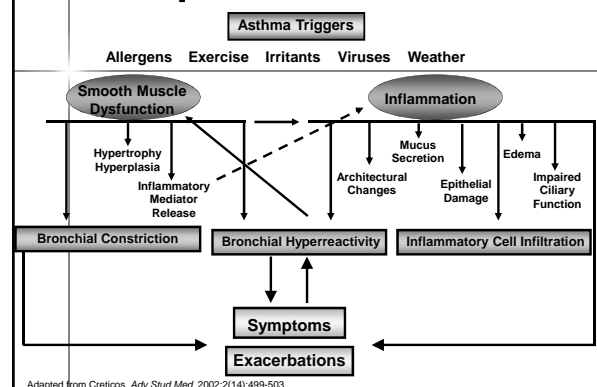 Asthma Triggers
Allergens Exercise Irritants Viruses Weather
Smooth Muscle
Dysfunction
Inflammation
Hypertrophy
Hyperplasia
Inflammatory
Mediator
Release
Architectural
Changes
Mucus
Secretion
Epithelial
Damage
Edema
Impaired
Ciliary
Function
Bronchial Constriction
Bronchial Hyperreactivity
Inflammatory Cell Infiltration
Symptoms
Exacerbations
Adapted from Creticos. Adv Stud Med. 2002;2(14):499-503